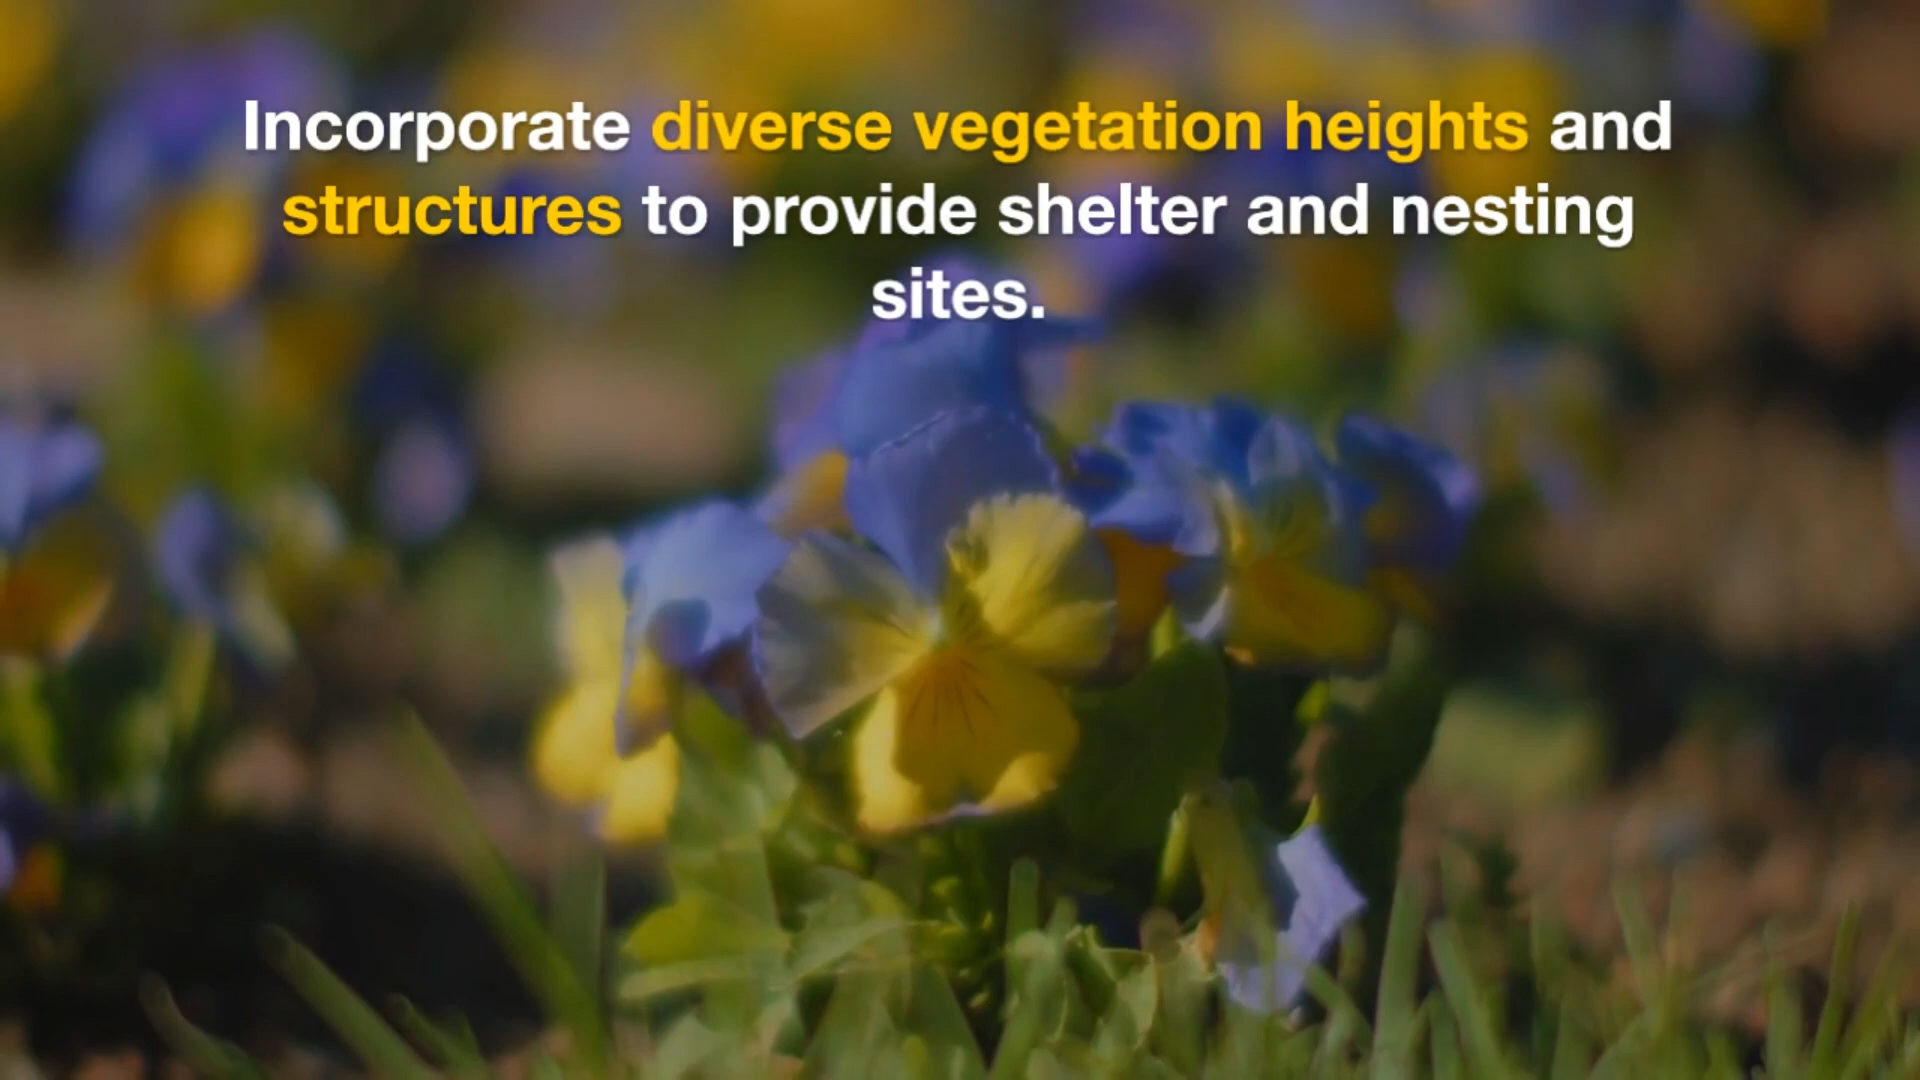 Incorporate diverse vegetation heights and
structures to provide shelter and nesting
sites.